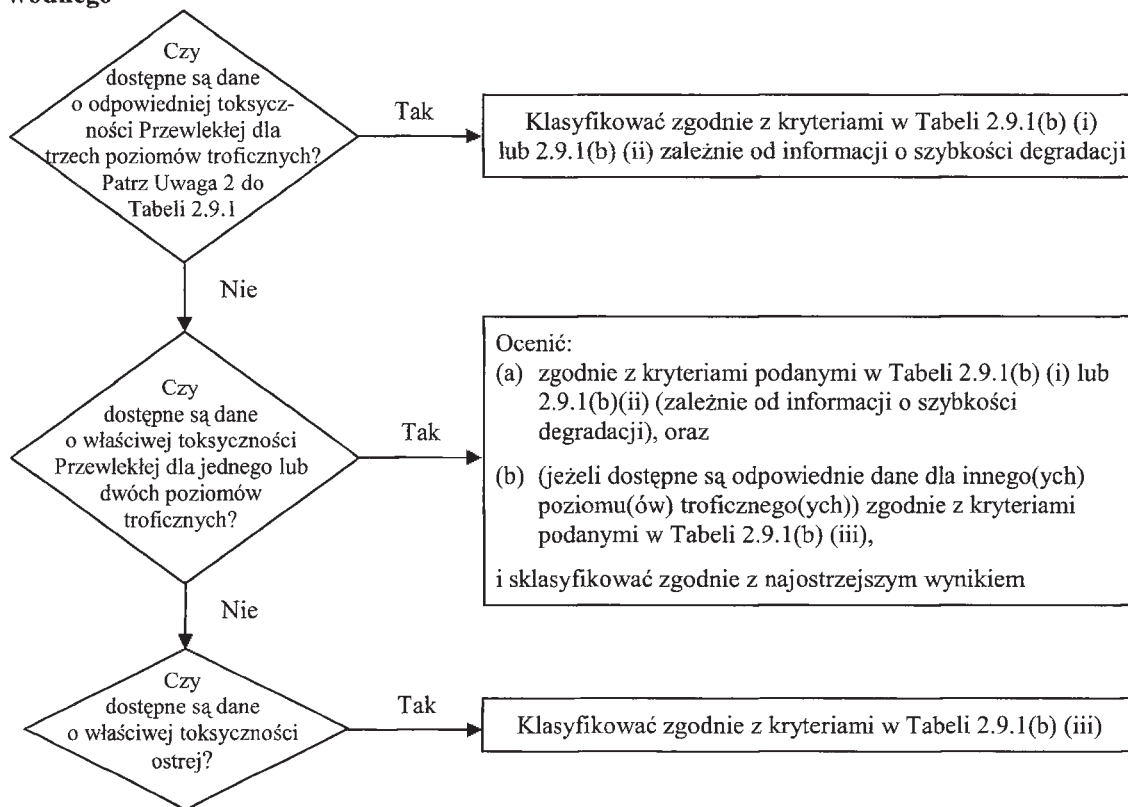 wodnego
Czy
dostępne są dane
o odpowiedniej toksycz-
ności Przewlekłej dla
trzech poziomów troficznych?
Patrz Uwaga 2 do
Tabeli 2.9.1
Tak
Klasyfikować zgodnie z kryteriami w Tabeli 2.9.1(b) (i)
lub 2.9.1(b) (ii) zależnie od informacji o szybkości degradacji
Nie
Czy
dostępne są dane
o właściwej toksyczności
Przewlekłej dla jednego lub
dwóch poziomów
troficznych?
Tak
Ocenić:
(a) zgodnie z kryteriami podanymi w Tabeli 2.9.1(b) (i) lub
2.9.1(b)(ii) (zależnie od informacji o szybkości
degradacji), oraz
(b) (jeżeli dostępne są odpowiednie dane dla innego(ych)
poziomu(ów) troficznego(ych)) zgodnie z kryteriami
podanymi w Tabeli 2.9.1(b) (iii),
i sklasyfikować zgodnie z najostrzejszym wynikiem
Nie
Czy
dostępne są dane
o właściwej toksyczności
ostrej?
Tak
Klasyfikować zgodnie z kryteriami w Tabeli 2.9.1(b) (iii)